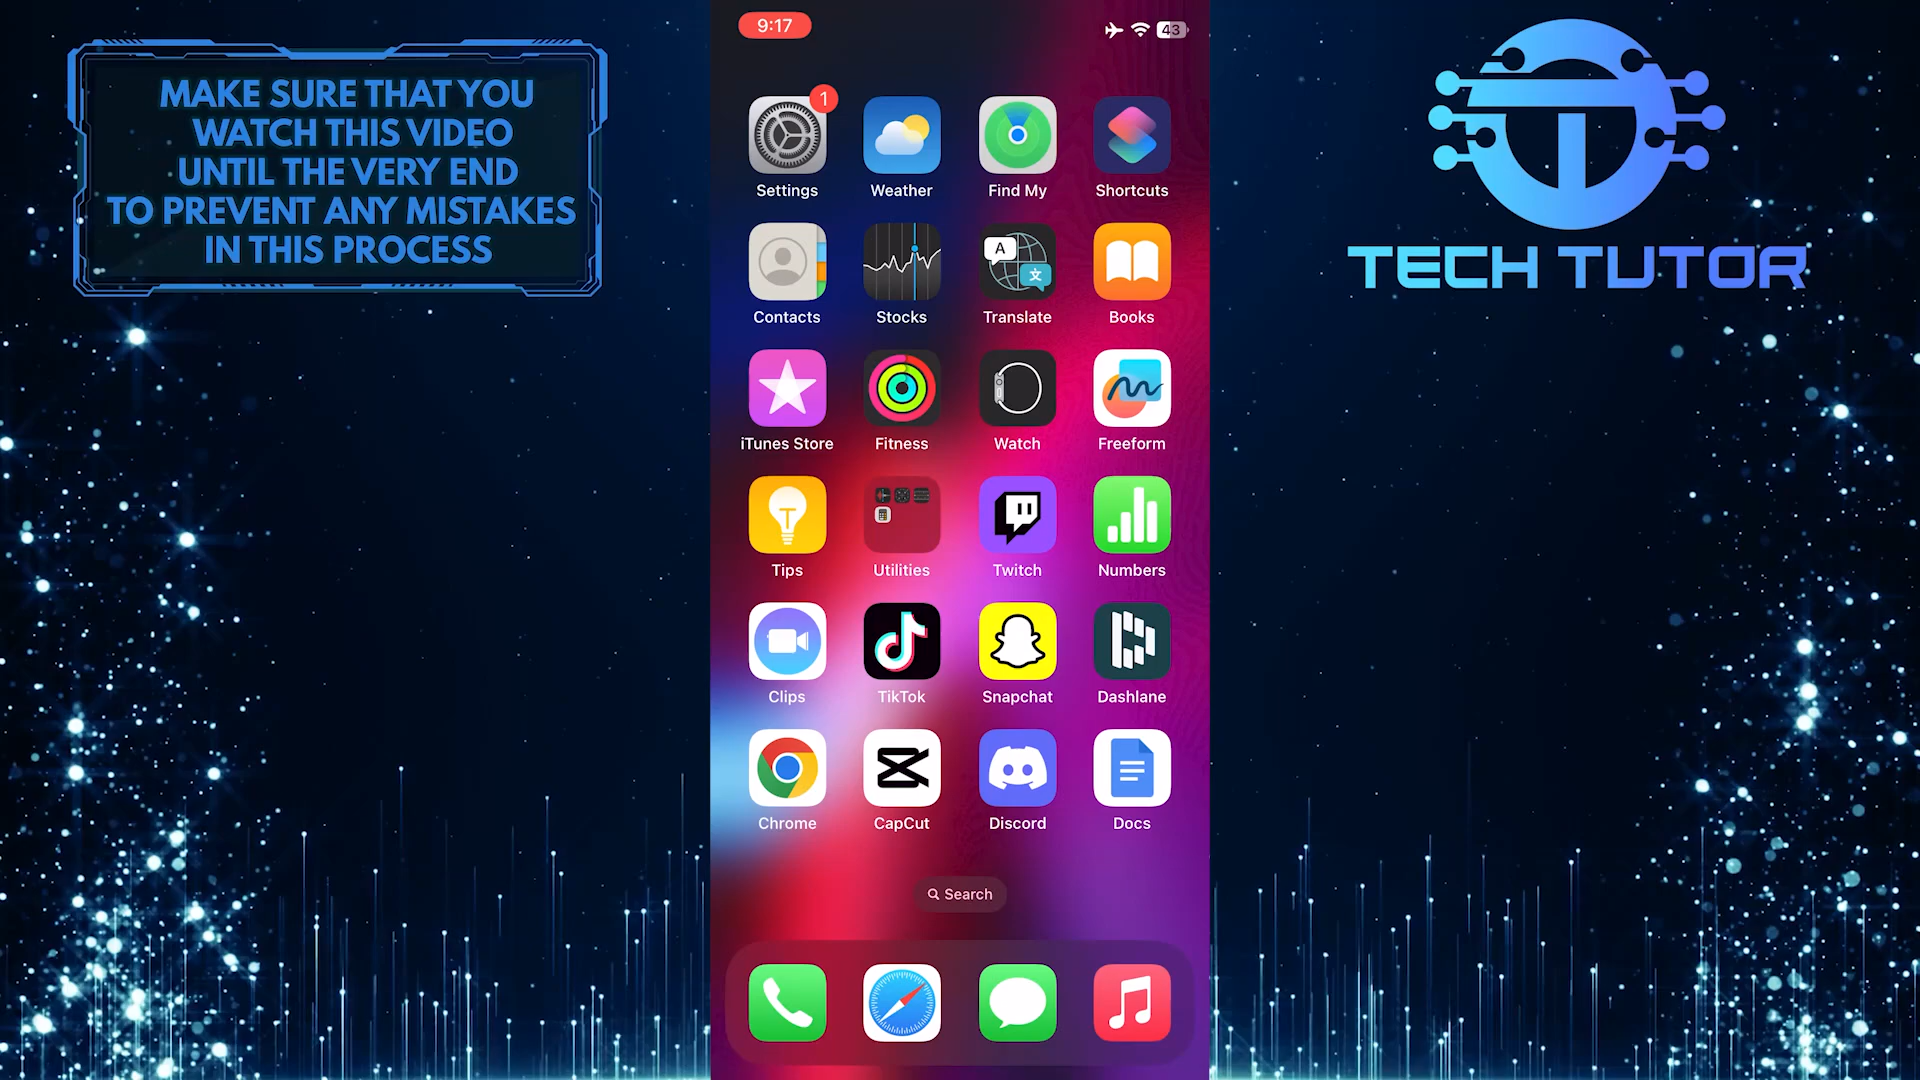 MAKE SURE THAT YOU
WATCH THIS VIDEO
UNTIL THE VERY END
TO PREVENT ANY MISTAKES
IN THIS PROCESS
9:17
43
TECH TUTOR
1
Settings
Weather
Find My
Shortcuts
Contacts
Stocks
A
文
Translate
Books
iTunes Store
Fitness
Watch
Freeform
Tips
Utilities
Twitch
Numbers
Clips
TikTok
Snapchat
Dashlane
Chrome
CapCut
Discord
Docs
Search